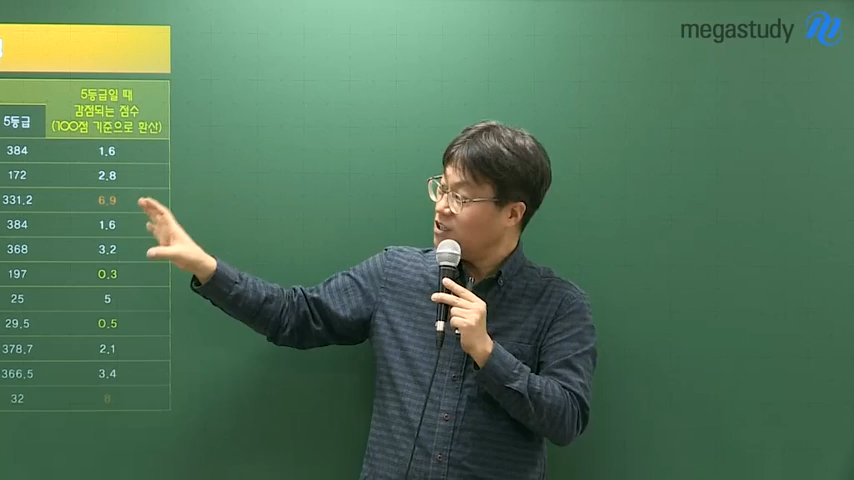 megastudy
5등급
5등급일 때
감점되는 점수
(100점 기준으로 환산)
384 1.6
172 2.8
331.2 6.9
384 1.6
368 3.2
197 0.3
25 5
29.5 0.5
378.7 2.1
366.5 3.4
32